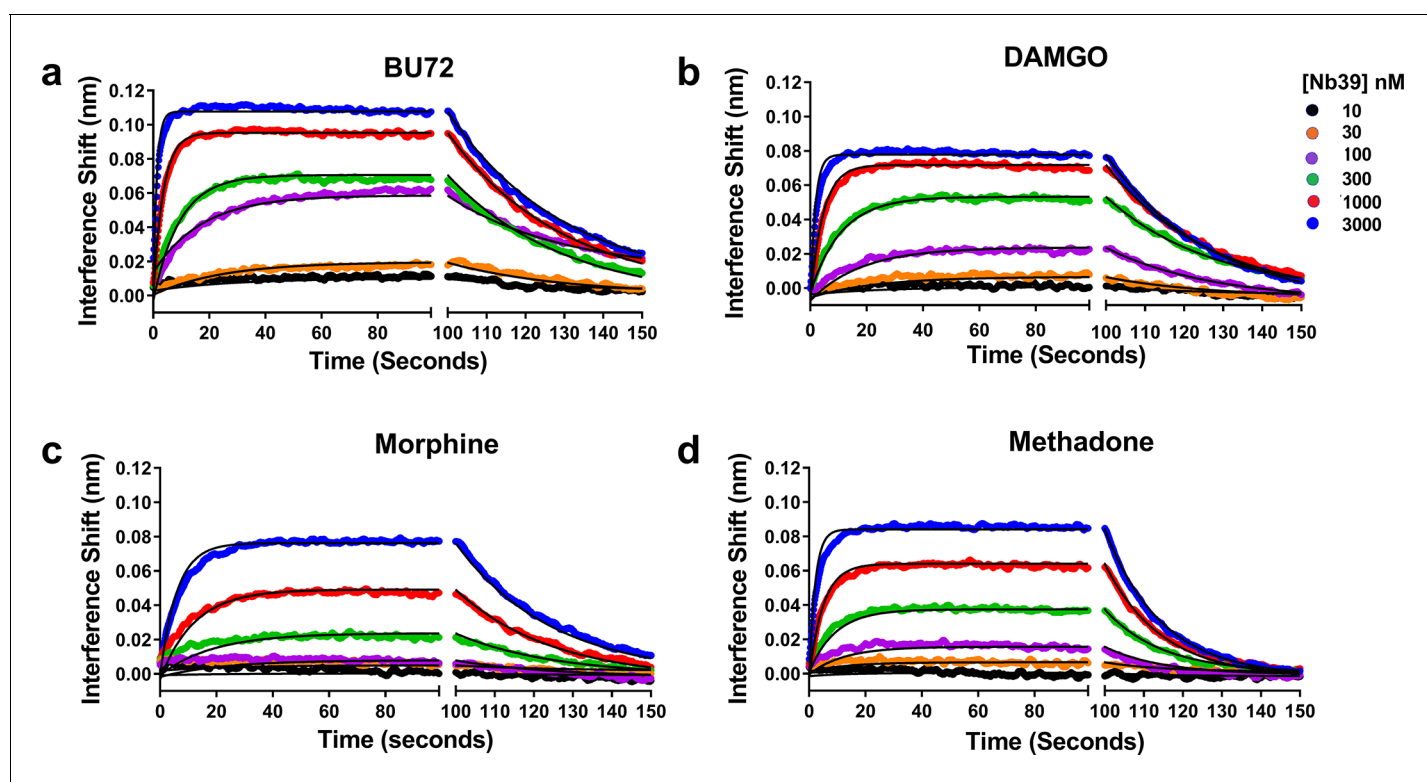 a
BU72
Interference Shift (nm)
0.12
0.10
0.08
0.06
0.04
0.02
0.00
0 20 40 60 80 100 110 120 130 140 150
Time (Seconds)
b
DAMGO
Interference Shift (nm)
0.12
0.10
0.08
0.06
0.04
0.02
0.00
0 20 40 60 80 100 110 120 130 140 150
Time (Seconds)
[Nb39] nM
10
30
100
300
1000
3000
c
Morphine
Interference Shift (nm)
0.12
0.10
0.08
0.06
0.04
0.02
0.00
0 20 40 60 80 100 110 120 130 140 150
Time (seconds)
d
Methadone
Interference Shift (nm)
0.12
0.10
0.08
0.06
0.04
0.02
0.00
0 20 40 60 80 100 110 120 130 140 150
Time (Seconds)